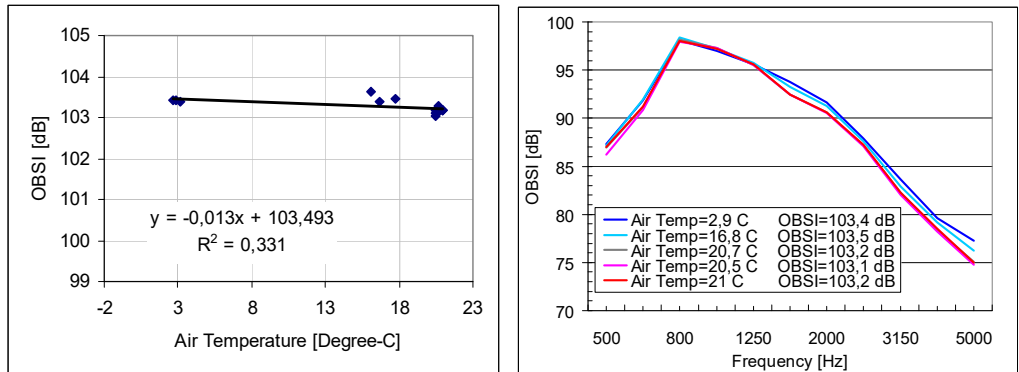 105
104
103
102
101
100
99
OBSI [dB]
y = -0,013x + 103,493
R² = 0,331
-2 3 8 13 18 23
Air Temperature [Degree-C]
100
95
90
85
80
75
70
OBSI [dB]
Air Temp=2,9 C OBSI=103,4 dB
Air Temp=16,8 C OBSI=103,5 dB
Air Temp=20,7 C OBSI=103,2 dB
Air Temp=20,5 C OBSI=103,1 dB
Air Temp=21 C OBSI=103,2 dB
500 800 1250 2000 3150 5000
Frequency [Hz]